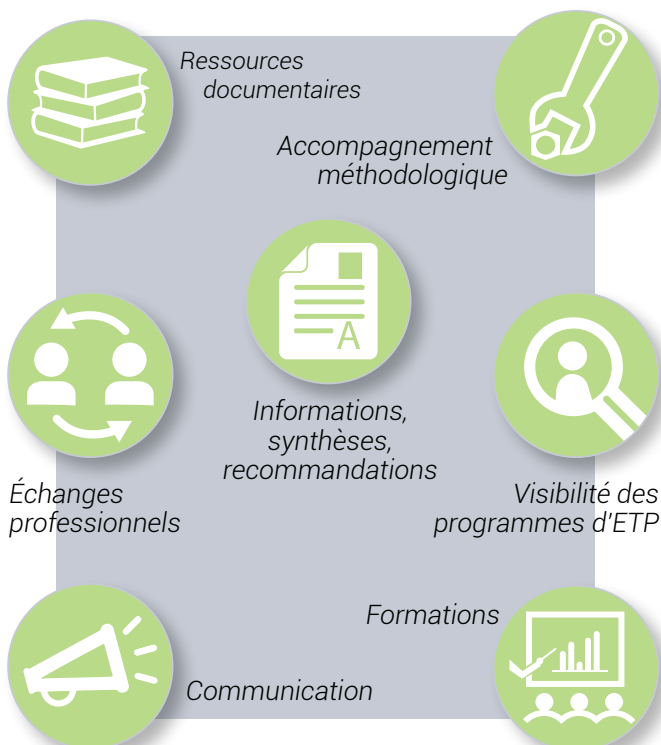 Ressources
documentaires
Accompagnement
méthodologique
Informations,
synthèses,
recommandations
Échanges
professionnels
Visibilité des
programmes d'ETP
Formations
Communication
A